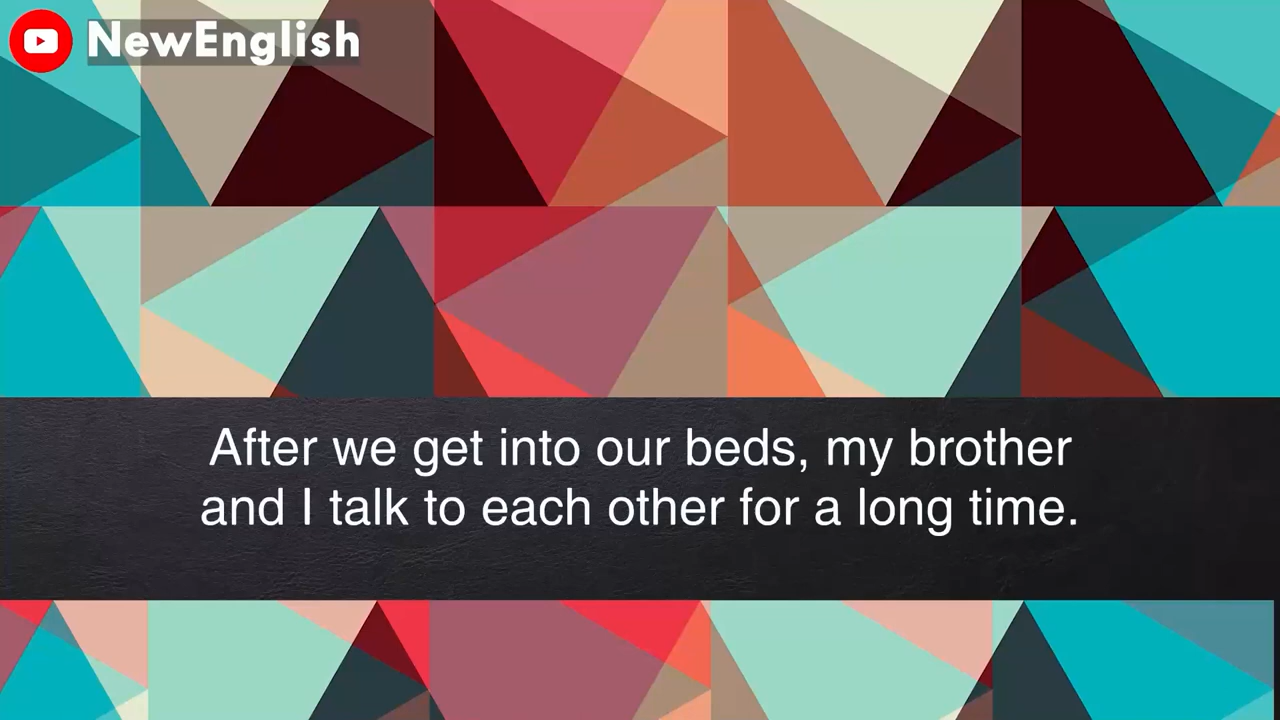 NewEnglish
After we get into our beds, my brother
and I talk to each other for a long time.